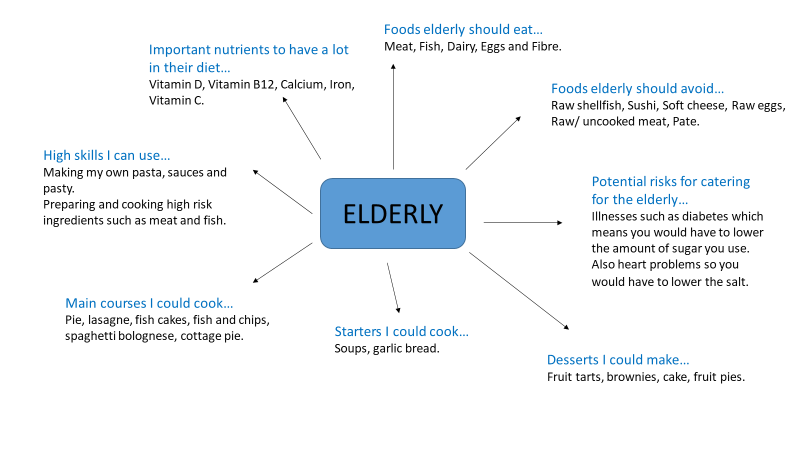 Foods elderly should eat…
Meat, Fish, Dairy, Eggs and Fibre.
Important nutrients to have a lot
in their diet…
Vitamin D, Vitamin B12, Calcium, Iron,
Vitamin C.
Foods elderly should avoid…
Raw shellfish, Sushi, Soft cheese, Raw eggs,
Raw/ uncooked meat, Pate.
High skills I can use…
Making my own pasta, sauces and
pasty.
Preparing and cooking high risk
ingredients such as meat and fish.
ELDERLY
Potential risks for catering
for the elderly…
Illnesses such as diabetes which
means you would have to lower
the amount of sugar you use.
Also heart problems so you
would have to lower the salt.
Main courses I could cook…
Pie, lasagne, fish cakes, fish and chips,
spaghetti bolognese, cottage pie.
Starters I could cook…
Soups, garlic bread.
Desserts I could make…
Fruit tarts, brownies, cake, fruit pies.